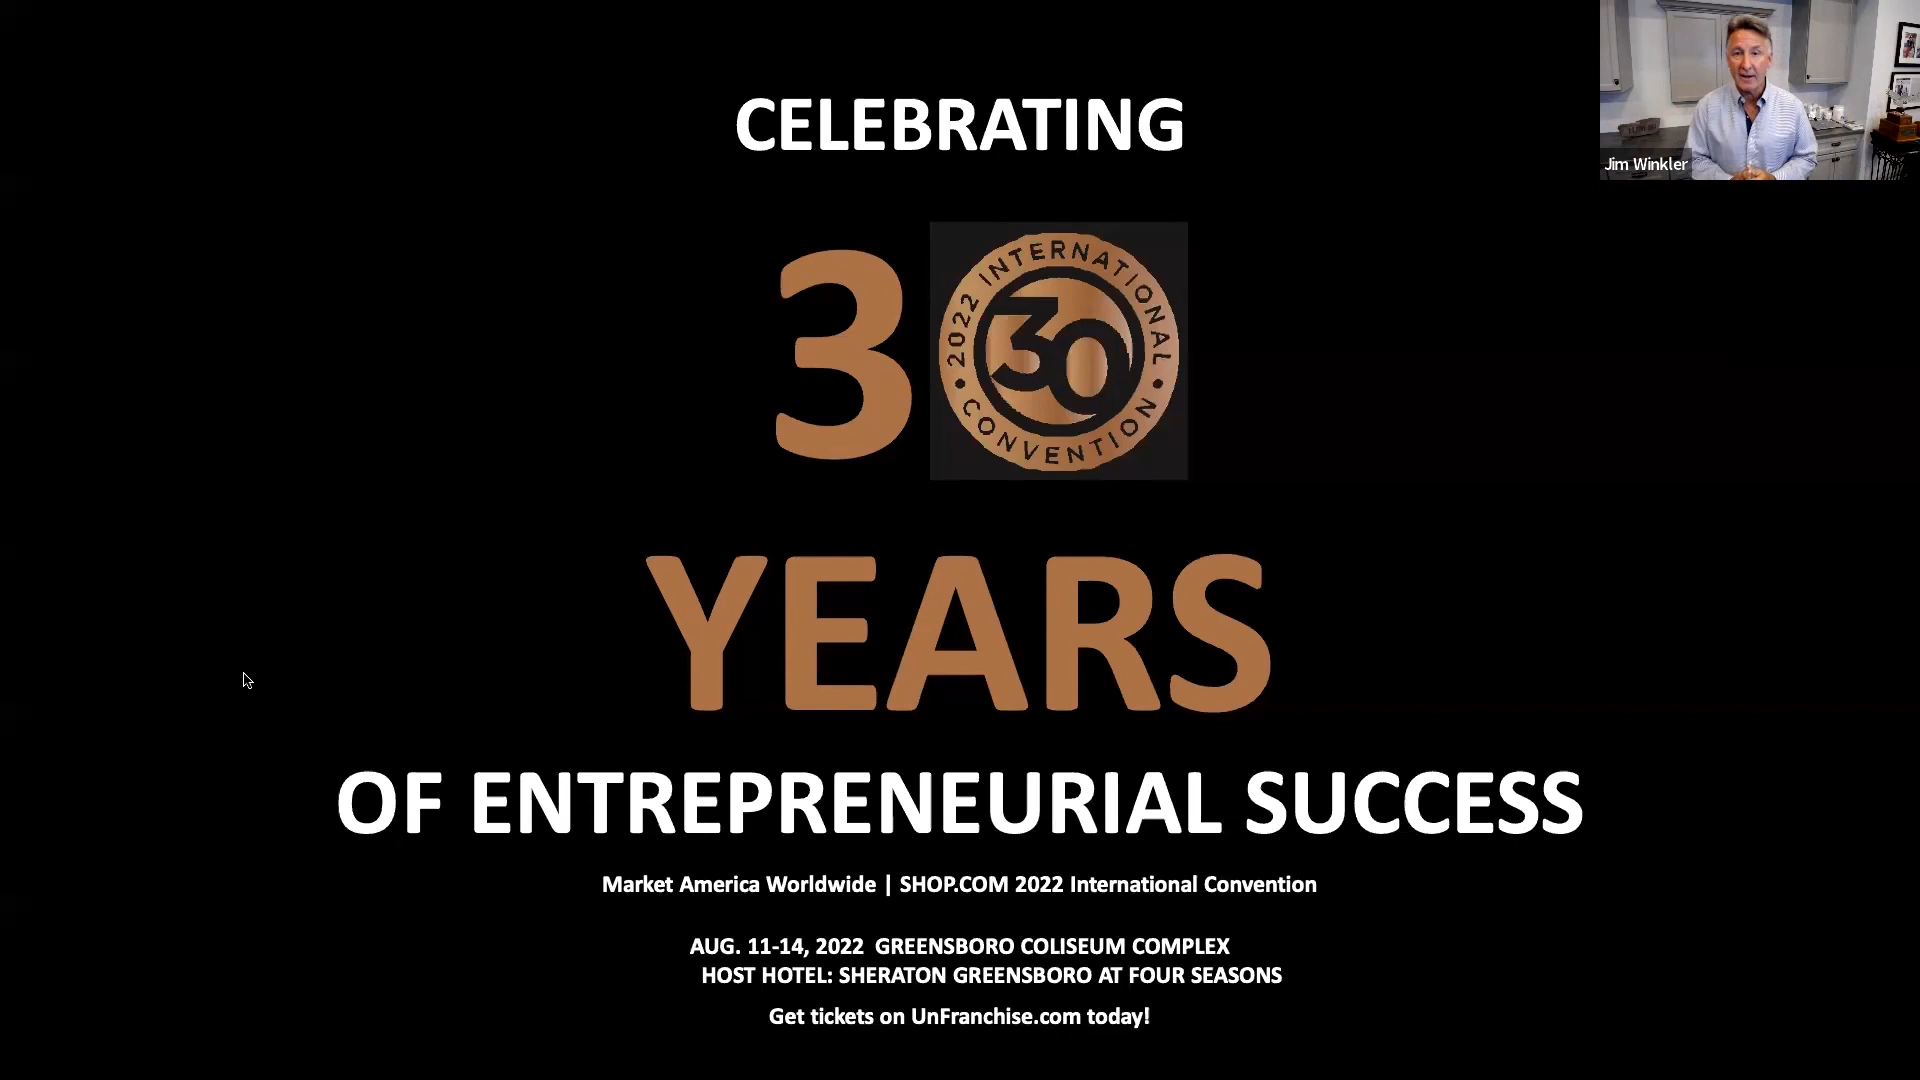 CELEBRATING
Jim Winkler
3
• 2022 INTERNATIONAL •
30
CONVENTION
YEARS
OF ENTREPRENEURIAL SUCCESS
Market America Worldwide | SHOP.COM 2022 International Convention
AUG. 11-14, 2022 GREENSBORO COLISEUM COMPLEX
HOST HOTEL: SHERATON GREENSBORO AT FOUR SEASONS
Get tickets on UnFranchise.com today!